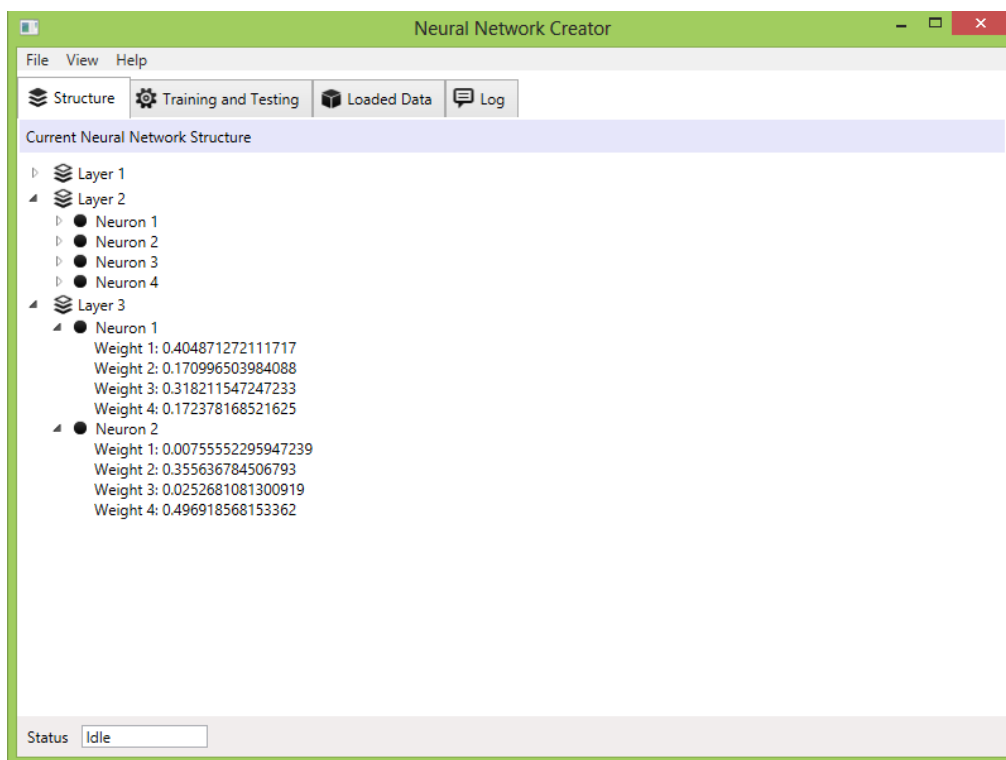 Neural Network Creator
File View Help
Structure Training and Testing Loaded Data Log
Current Neural Network Structure
Layer 1
Layer 2
Neuron 1
Neuron 2
Neuron 3
Neuron 4
Layer 3
Neuron 1
Weight 1: 0.404871272111717
Weight 2: 0.170996503984088
Weight 3: 0.318211547247233
Weight 4: 0.172378168521625
Neuron 2
Weight 1: 0.00755552295947239
Weight 2: 0.355636784506793
Weight 3: 0.0252681081300919
Weight 4: 0.496918568153362
Status Idle